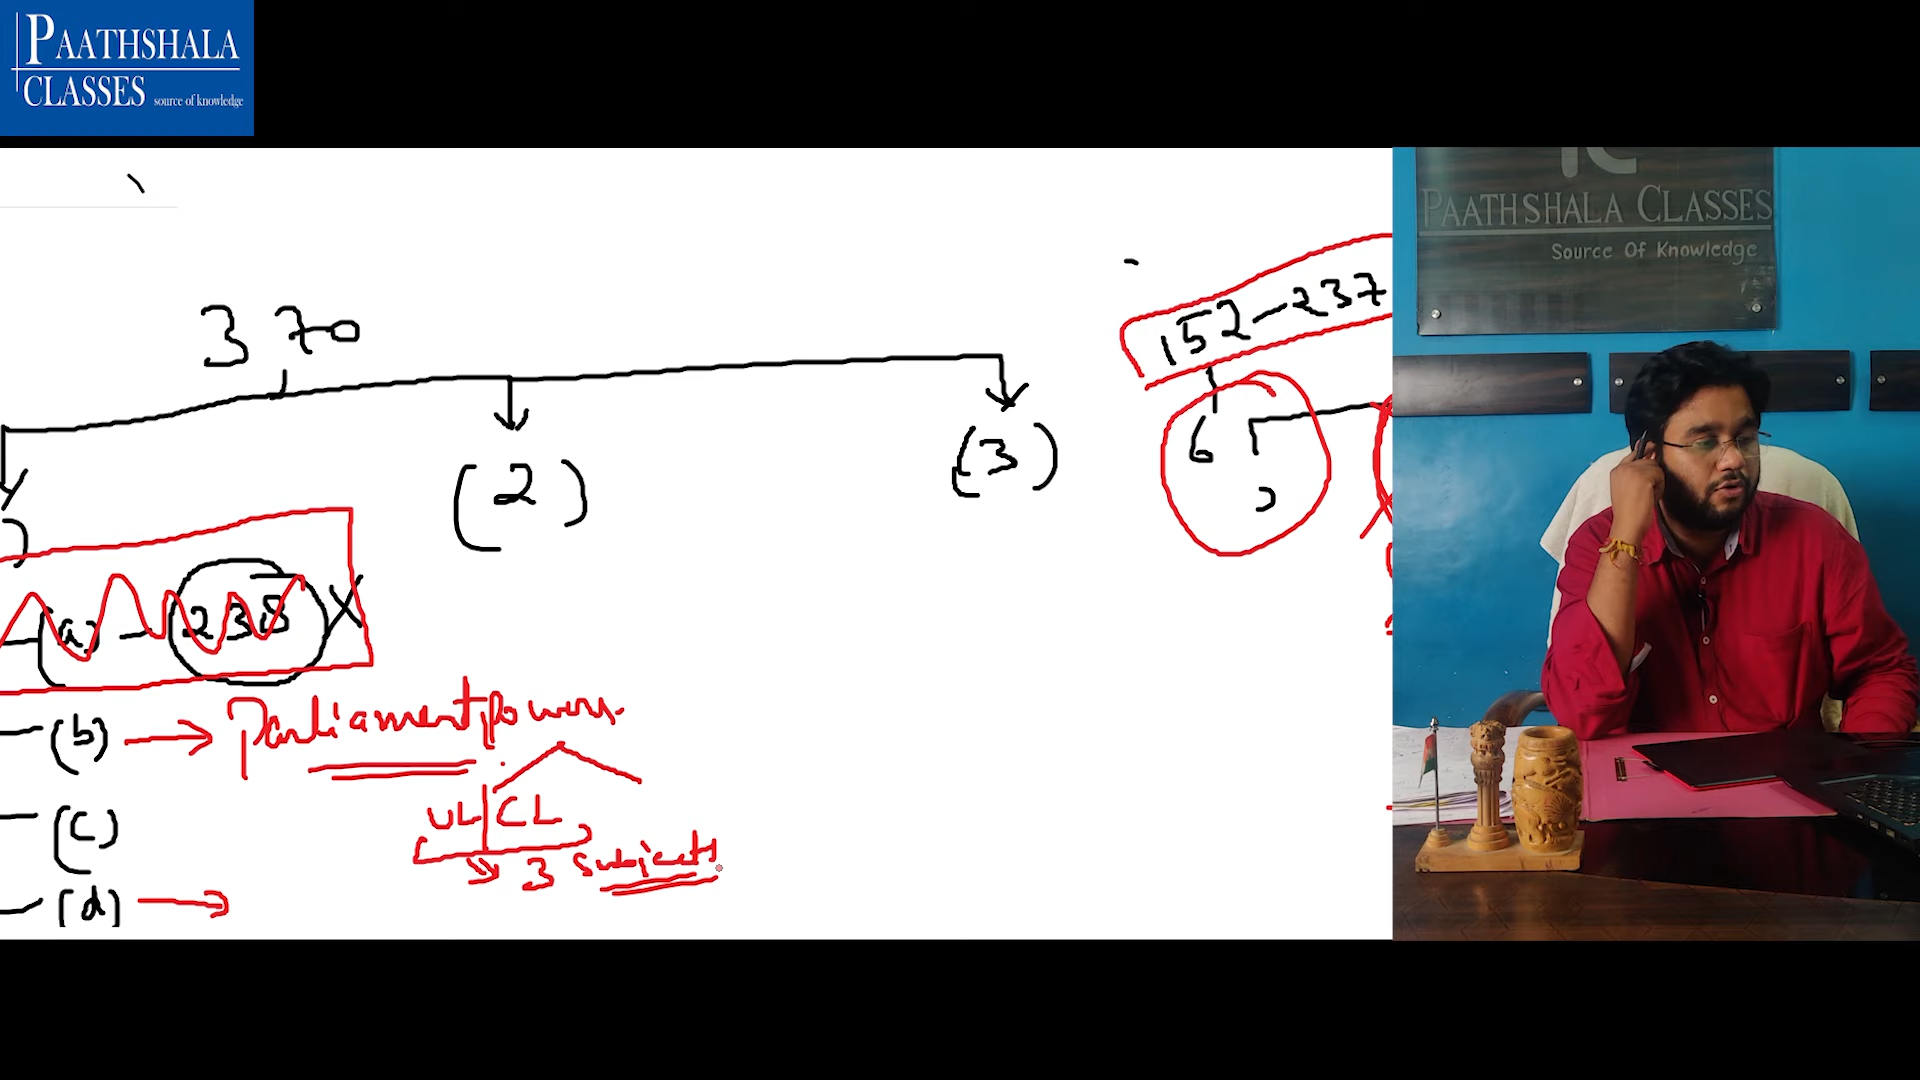 PAATHSHALA
CLASSES source of knowledge
PAATHSHALA CLASSES
Source Of Knowledge
370
152-237
(2)
(3)
6
(a) - 238 X
(b) → Parliament powers
UL | CL
3 subjects
(c)
(d) →